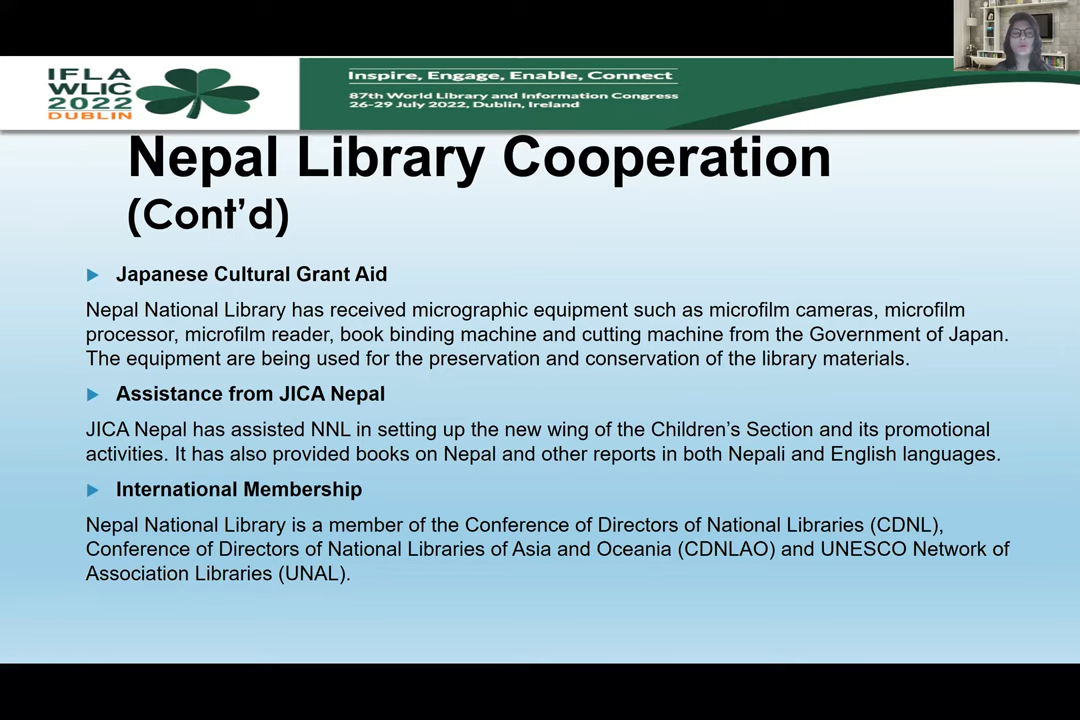 IFLA
WLIC
2022
DUBLIN
Inspire, Engage, Enable, Connect
87th World Library and Information Congress
26-29 July 2022, Dublin, Ireland
Nepal Library Cooperation
(Cont’d)
Japanese Cultural Grant Aid
Nepal National Library has received micrographic equipment such as microfilm cameras, microfilm
processor, microfilm reader, book binding machine and cutting machine from the Government of Japan.
The equipment are being used for the preservation and conservation of the library materials.
Assistance from JICA Nepal
JICA Nepal has assisted NNL in setting up the new wing of the Children’s Section and its promotional
activities. It has also provided books on Nepal and other reports in both Nepali and English languages.
International Membership
Nepal National Library is a member of the Conference of Directors of National Libraries (CDNL),
Conference of Directors of National Libraries of Asia and Oceania (CDNLAO) and UNESCO Network of
Association Libraries (UNAL).